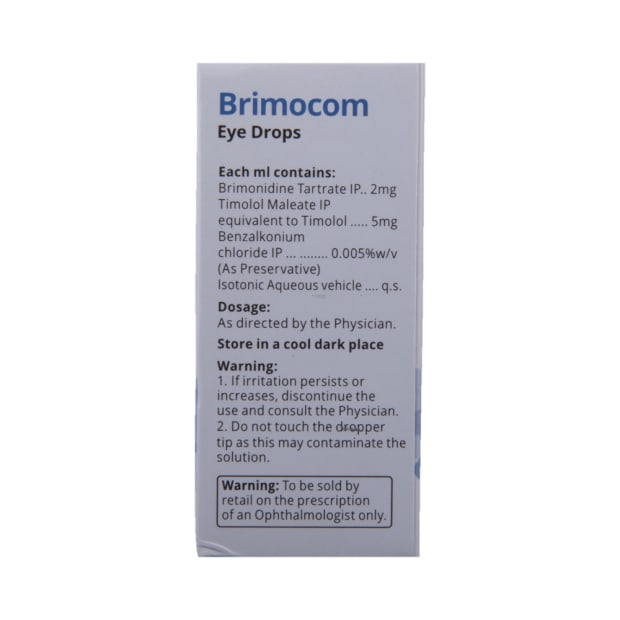 Brimocom
Eye Drops
Each ml contains:
Brimonidine Tartrate IP.. 2mg
Timolol Maleate IP
equivalent to Timolol ..... 5mg
Benzalkonium
chloride IP ... ........ 0.005%w/v
(As Preservative)
Isotonic Aqueous vehicle .... q.s.
Dosage:
As directed by the Physician.
Store in a cool dark place
Warning:
1. If irritation persists or
increases, discontinue the
use and consult the Physician.
2. Do not touch the dropper
tip as this may contaminate the
solution.
Warning: To be sold by
retail on the prescription
of an Ophthalmologist only.